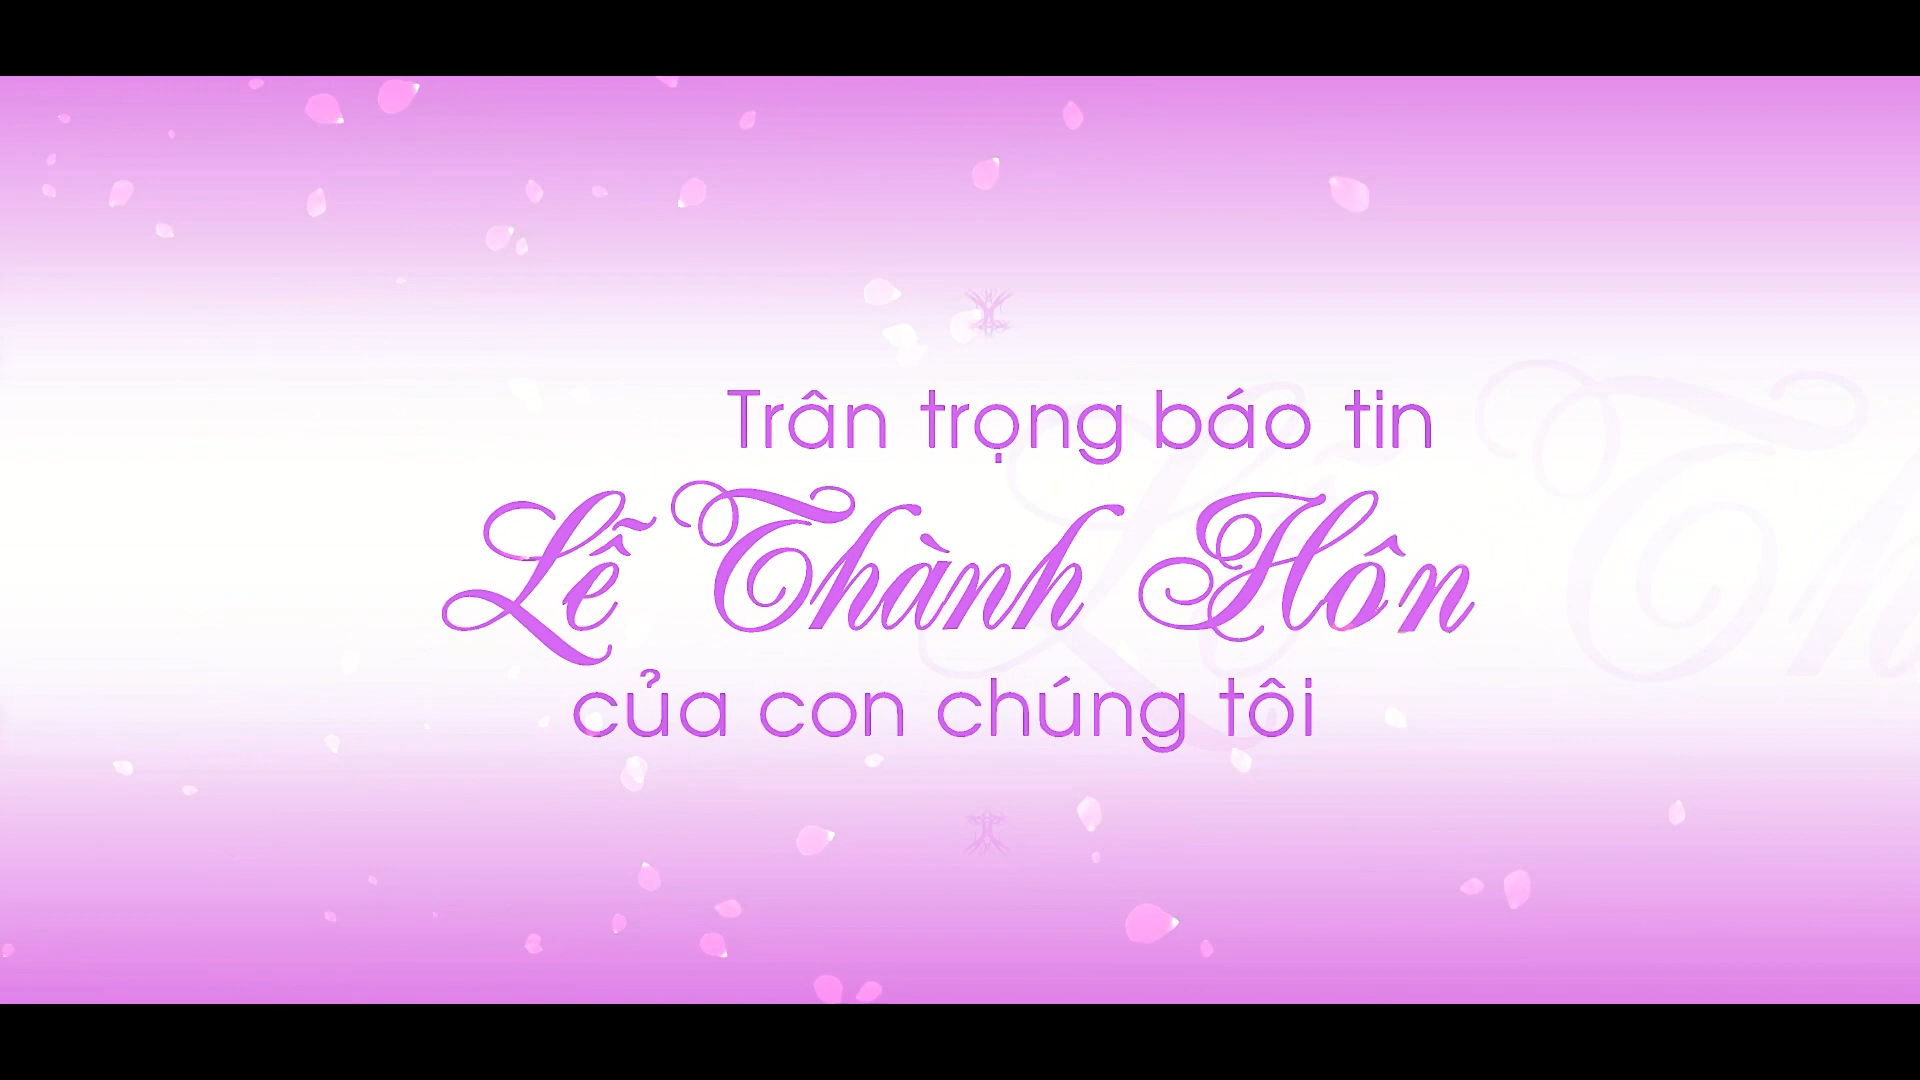 Trân trọng báo tin
Lễ Thành Hôn
của con chúng tôi